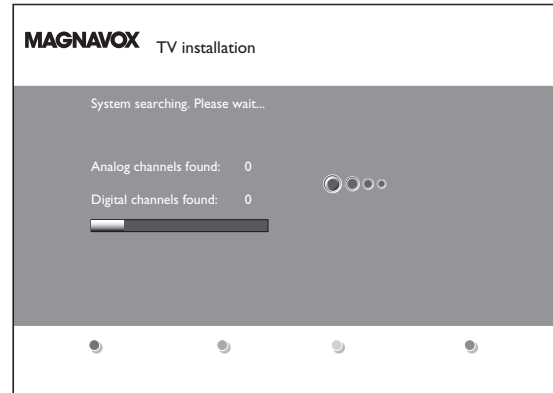 MAGNAVOX TV installation
System searching. Please wait...
Analog channels found: 0
Digital channels found: 0